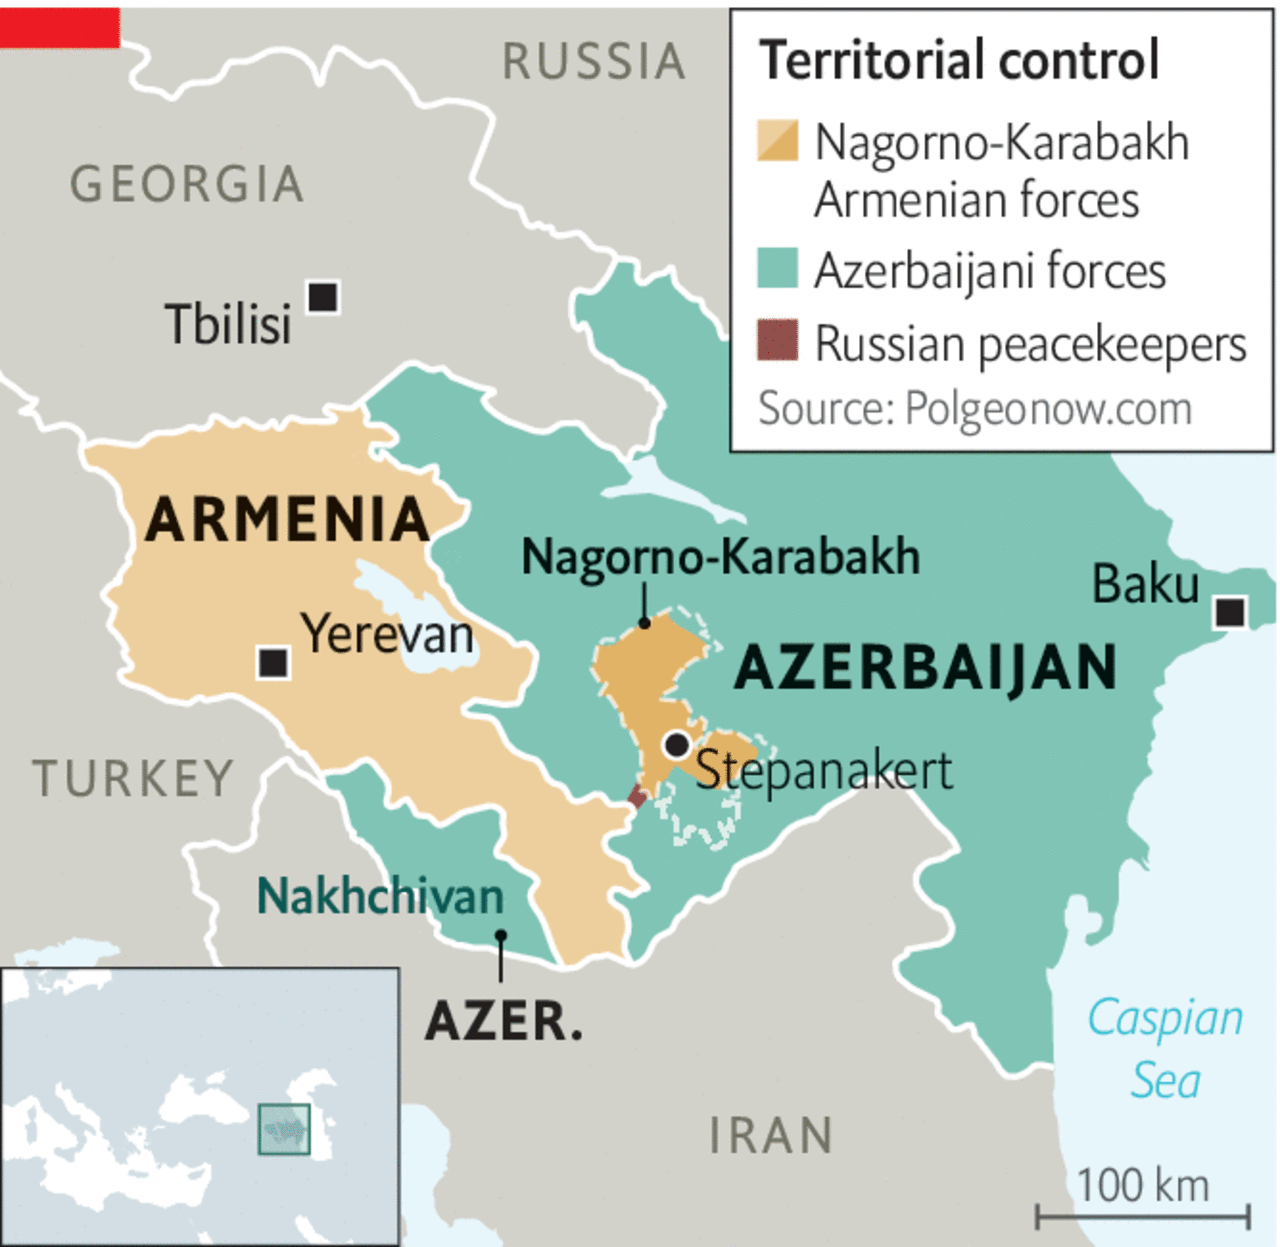 RUSSIA
Territorial control
Nagorno-Karabakh
Armenian forces
Azerbaijani forces
Russian peacekeepers
Source: Polgeonow.com
GEORGIA
Tbilisi
ARMENIA
Nagorno-Karabakh
Baku
Yerevan
AZERBAIJAN
TURKEY
Stepanakert
Nakhchivan
AZER.
Caspian
Sea
IRAN
100 km